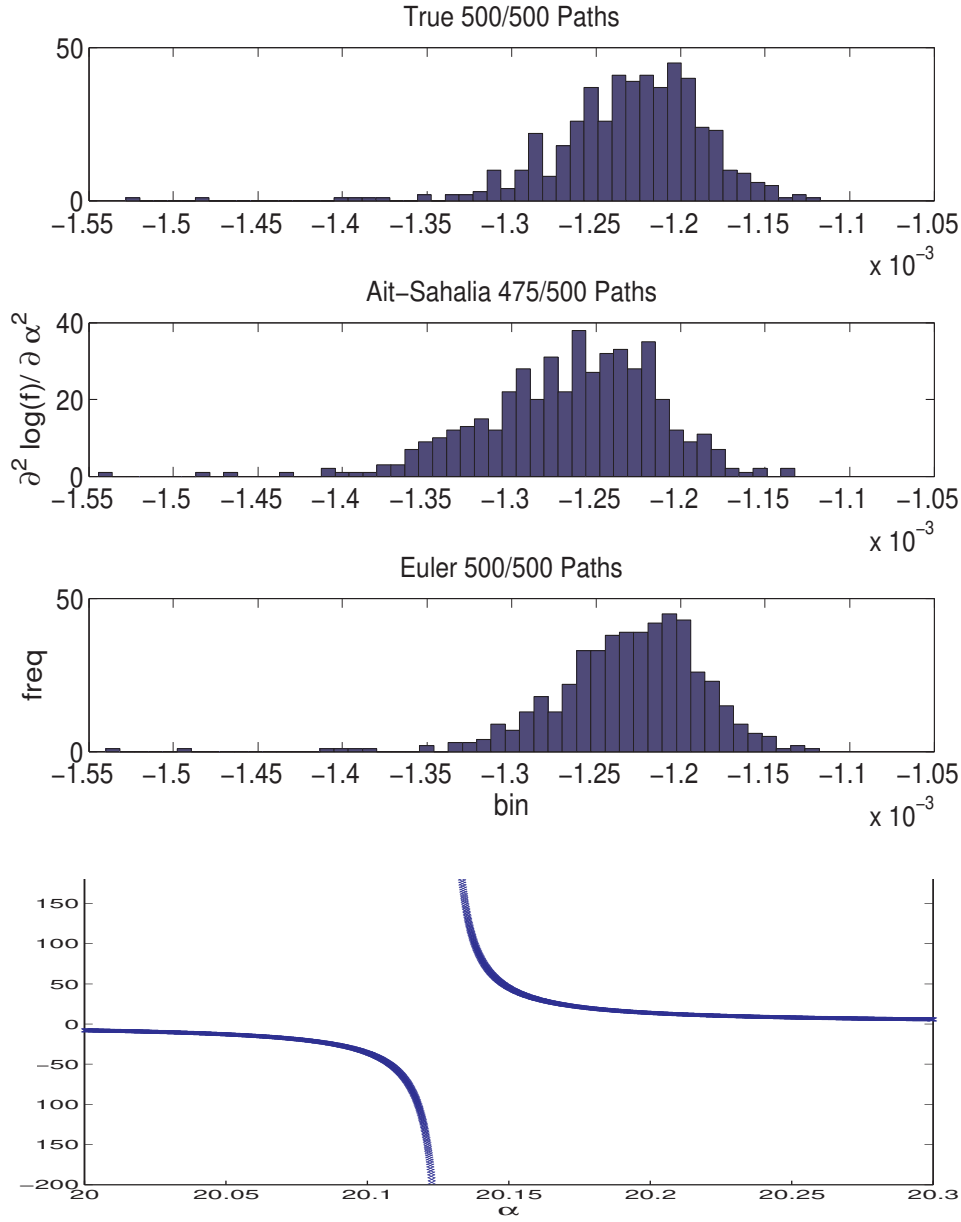 True 500/500 Paths
50
0
−1.55 −1.5 −1.45 −1.4 −1.35 −1.3 −1.25 −1.2 −1.15 −1.1 −1.05
x 10⁻³
Ait−Sahalia 475/500 Paths
∂² log(f)/ ∂ α²
40
20
0
−1.55 −1.5 −1.45 −1.4 −1.35 −1.3 −1.25 −1.2 −1.15 −1.1 −1.05
x 10⁻³
Euler 500/500 Paths
freq
50
0
−1.55 −1.5 −1.45 −1.4 −1.35 −1.3 −1.25 −1.2 −1.15 −1.1 −1.05
bin
x 10⁻³
150
100
50
0
−50
100
150
−200
20 20.05 20.1 20.15 20.2 20.25 20.3
α